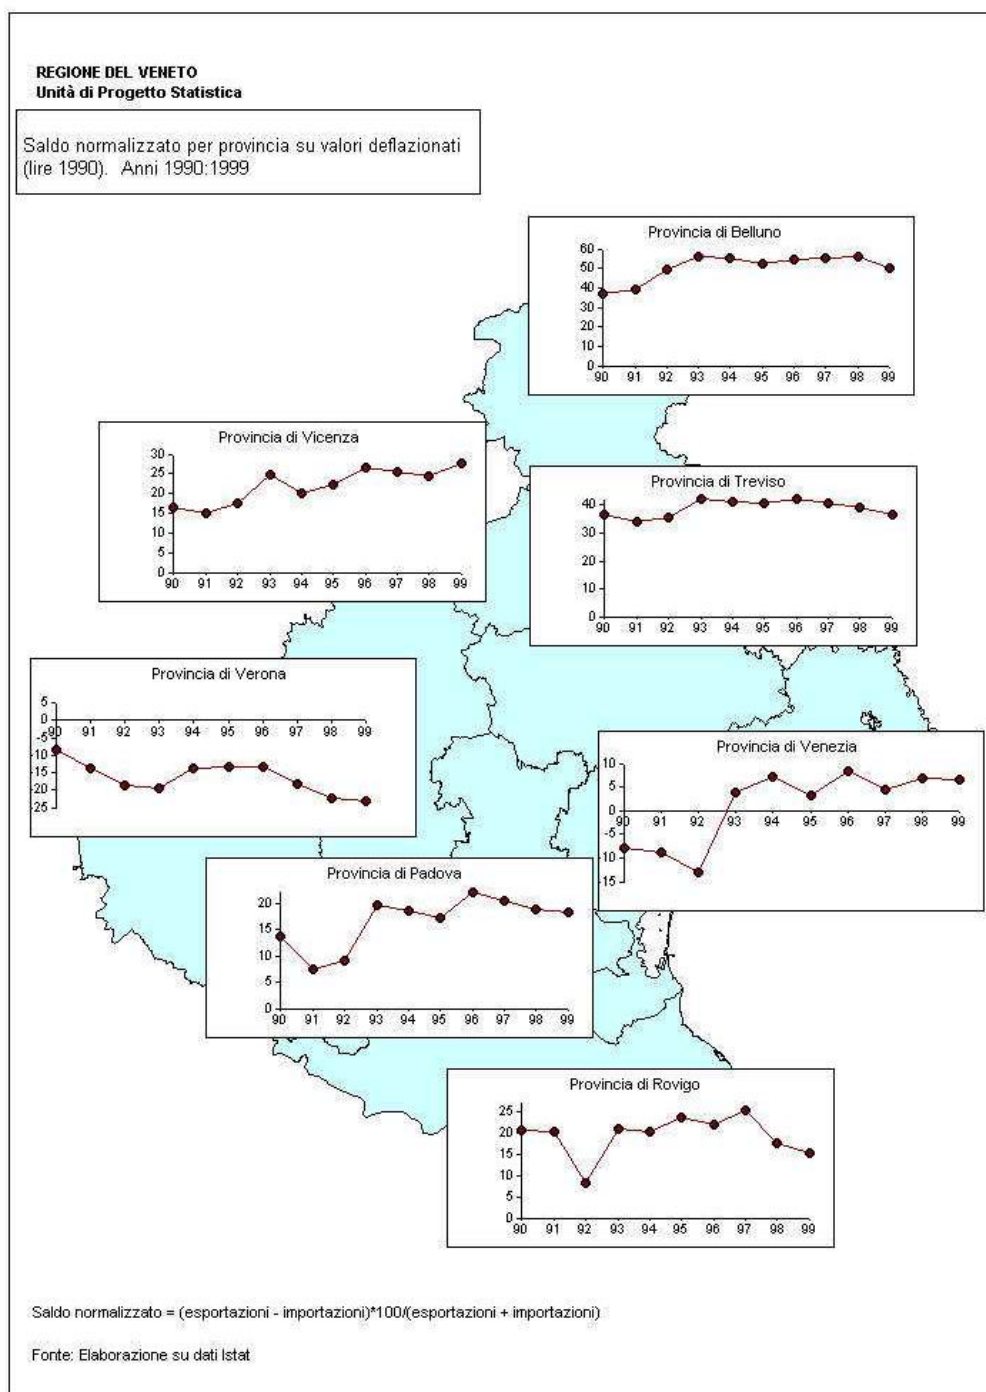 REGIONE DEL VENETO
Unità di Progetto Statistica
Saldo normalizzato per provincia su valori deflazionati
(lire 1990). Anni 1990:1999
Provincia di Belluno
60
50
40
30
20
10
0
90 91 92 93 94 95 96 97 98 99
Provincia di Vicenza
30
25
20
15
10
5
0
90 91 92 93 94 95 96 97 98 99
Provincia di Treviso
40
30
20
10
0
90 91 92 93 94 95 96 97 98 99
Provincia di Verona
5
0
90 91 92 93 94 95 96 97 98 99
-5
-10
-15
-20
-25
Provincia di Venezia
10
5
0
90 91 92 93 94 95 96 97 98 99
-5
-10
-15
Provincia di Padova
20
15
10
5
0
90 91 92 93 94 95 96 97 98 99
Provincia di Rovigo
25
20
15
10
5
0
90 91 92 93 94 95 96 97 98 99
Saldo normalizzato = (esportazioni - importazioni)*100/(esportazioni + importazioni)
Fonte: Elaborazione su dati Istat